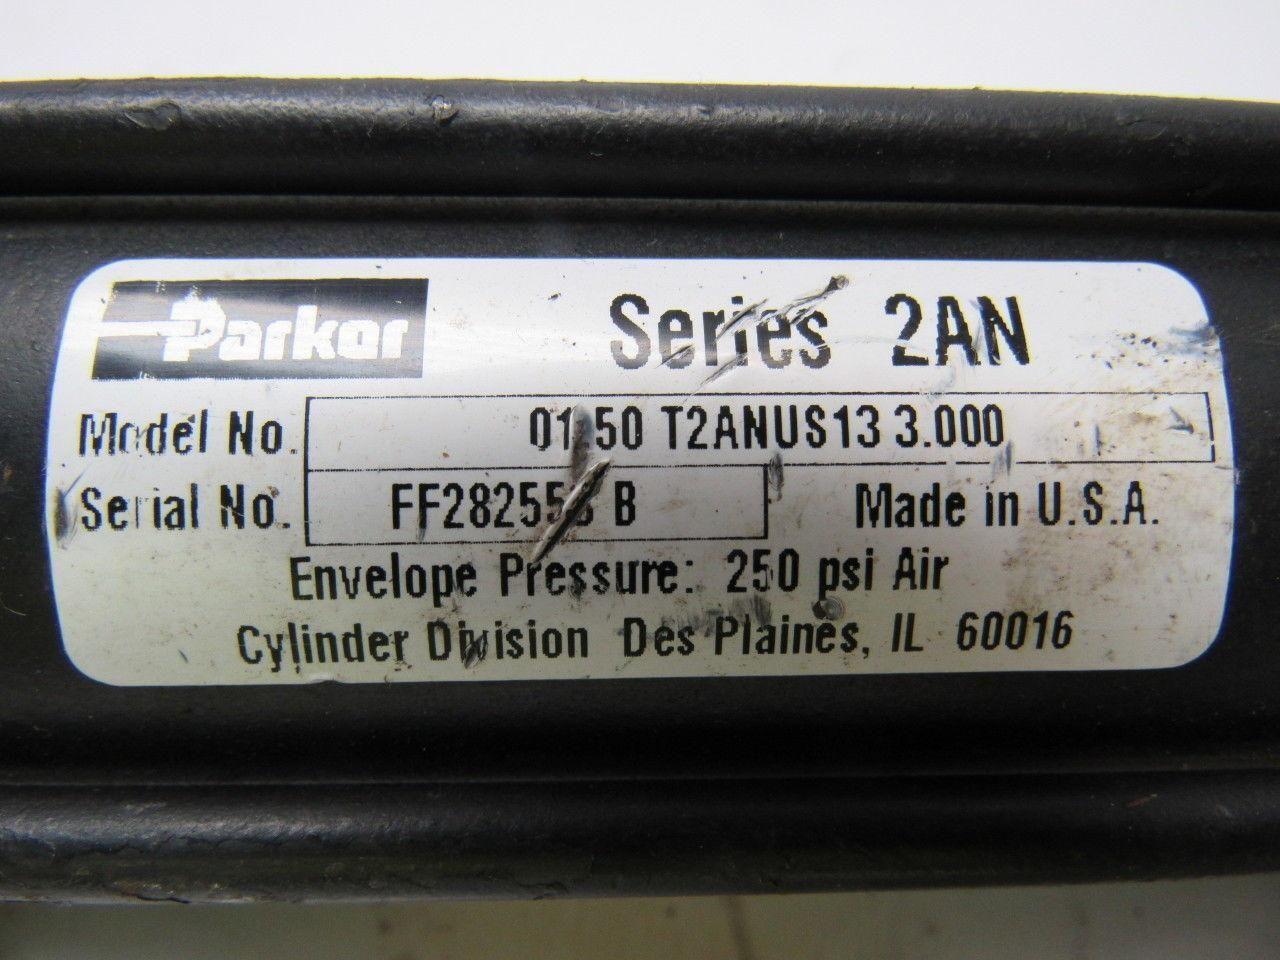 Parker
Series 2AN
Model No. 01.50 T2ANUS13 3.000
Serial No. B
Made in U.S.A.
Envelope Pressure: 250 psi Air
Cylinder Division Des Plaines, IL 60016